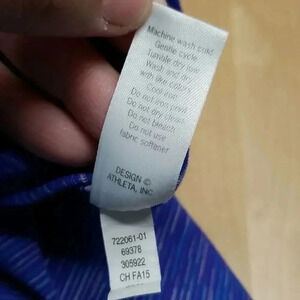 Machine wash cold
Gentle cycle
Tumble dry low
Wash and dry
with like colors
Cool iron
Do not iron print
Do not dry clean
Do not bleach
Do not use
fabric softener
DESIGN ©
ATHLETA, INC.
722061-01
69378
305922
CH FA15